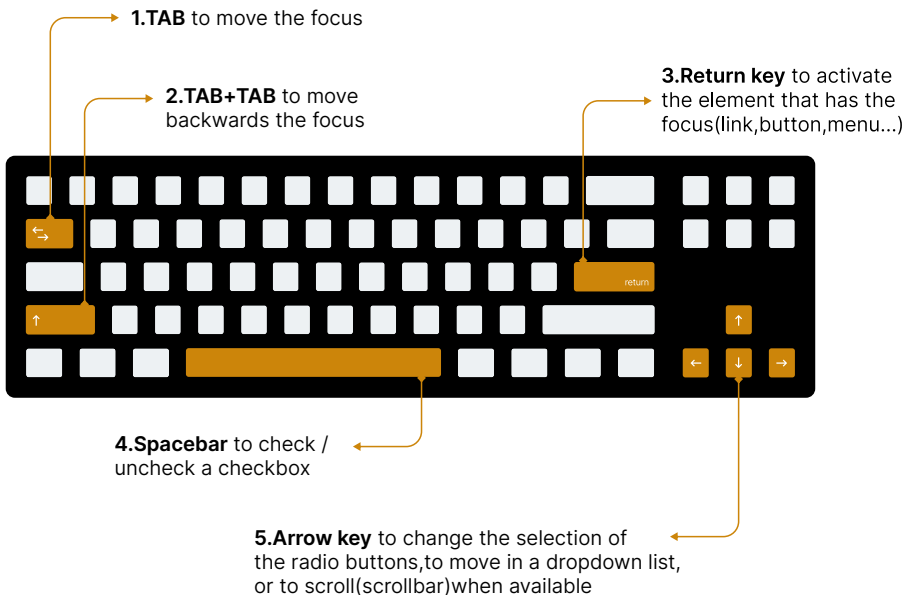 1.TAB to move the focus
2.TAB+TAB to move
backwards the focus
3.Return key to activate
the element that has the
focus(link,button,menu...)
return
4.Spacebar to check /
uncheck a checkbox
5.Arrow key to change the selection of
the radio buttons,to move in a dropdown list,
or to scroll(scrollbar)when available